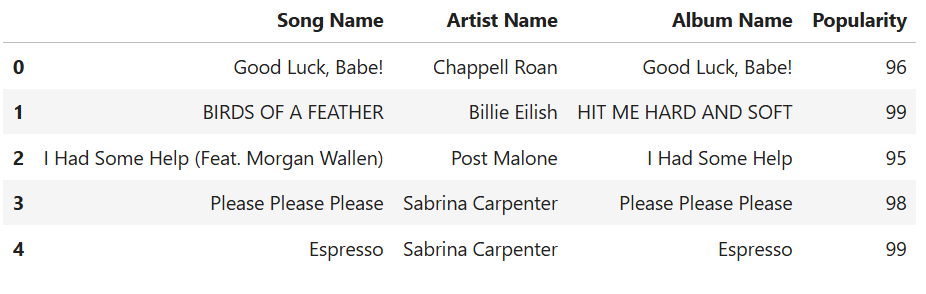 Song Name Artist Name Album Name Popularity
0 Good Luck, Babe! Chappell Roan Good Luck, Babe! 96
1 BIRDS OF A FEATHER Billie Eilish HIT ME HARD AND SOFT 99
2 I Had Some Help (Feat. Morgan Wallen) Post Malone I Had Some Help 95
3 Please Please Please Sabrina Carpenter Please Please Please 98
4 Espresso Sabrina Carpenter Espresso 99